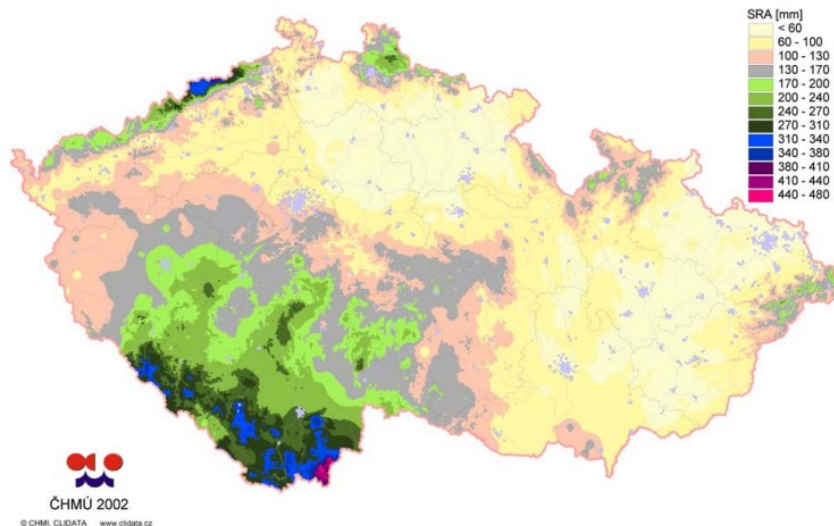 SRA [mm]
< 60
60 - 100
100 - 130
130 - 170
170 - 200
200 - 240
240 - 270
270 - 310
310 - 340
340 - 380
380 - 410
410 - 440
440 - 480
ČHMÚ 2002
© CHMI, CLIDATA www.clidata.cz